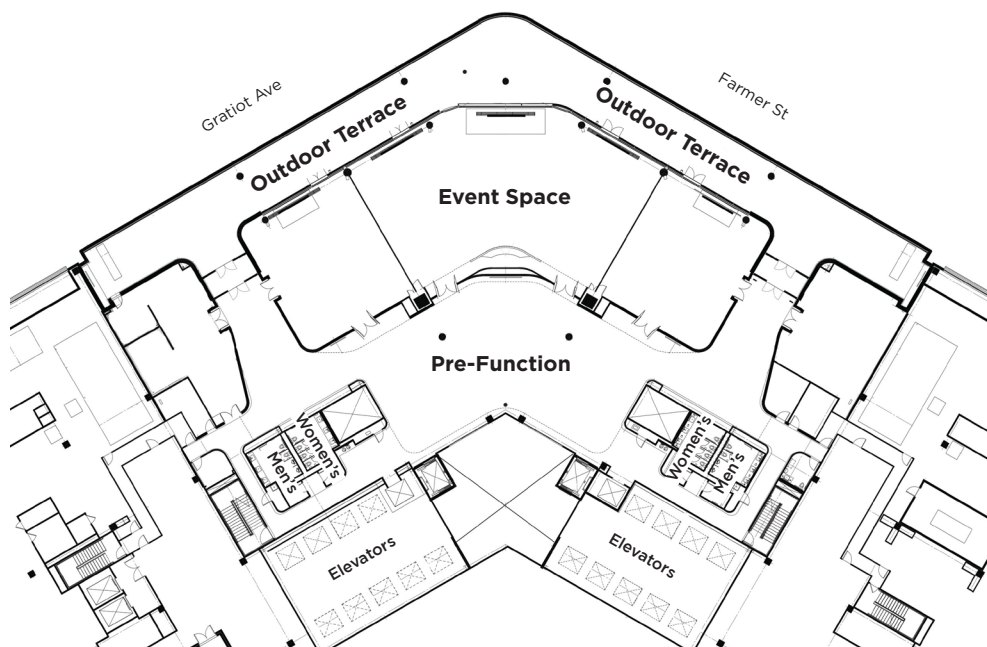 Gratiot Ave
Farmer St
Outdoor Terrace
Outdoor Terrace
Event Space
Pre-Function
Women's
Men's
Women's
Men's
Elevators
Elevators